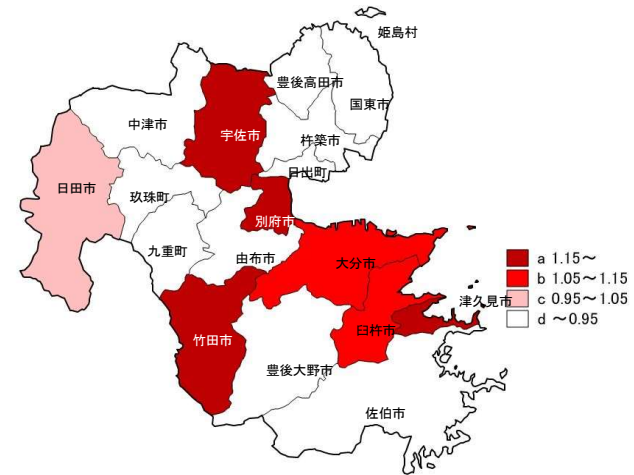 姫島村
豊後高田市
国東市
中津市
宇佐市
杵築市
日出町
日田市
玖珠町
別府市
九重町
由布市
大分市
a 1.15～
b 1.05～1.15
c 0.95～1.05
d ～0.95
津久見市
臼杵市
竹田市
豊後大野市
佐伯市